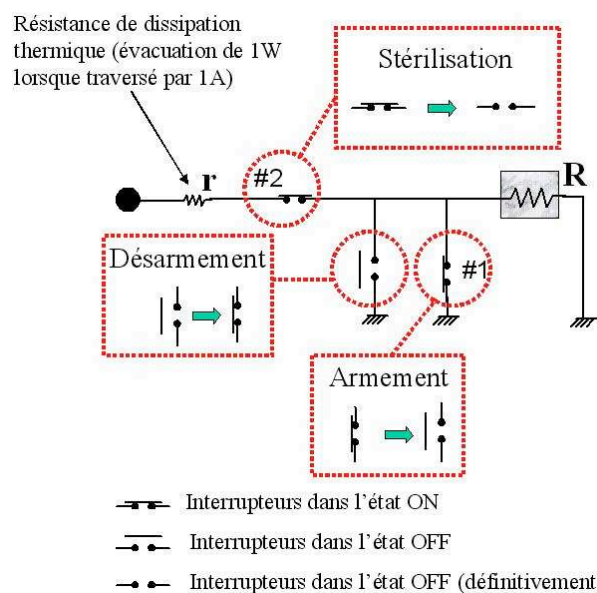 Résistance de dissipation
thermique (évacuation de 1W
lorsque traversé par 1A)
Stérilisation
r
#2
R
Désarmement
#1
Armement
Interrupteurs dans l'état ON
Interrupteurs dans l'état OFF
Interrupteurs dans l'état OFF (définitivement